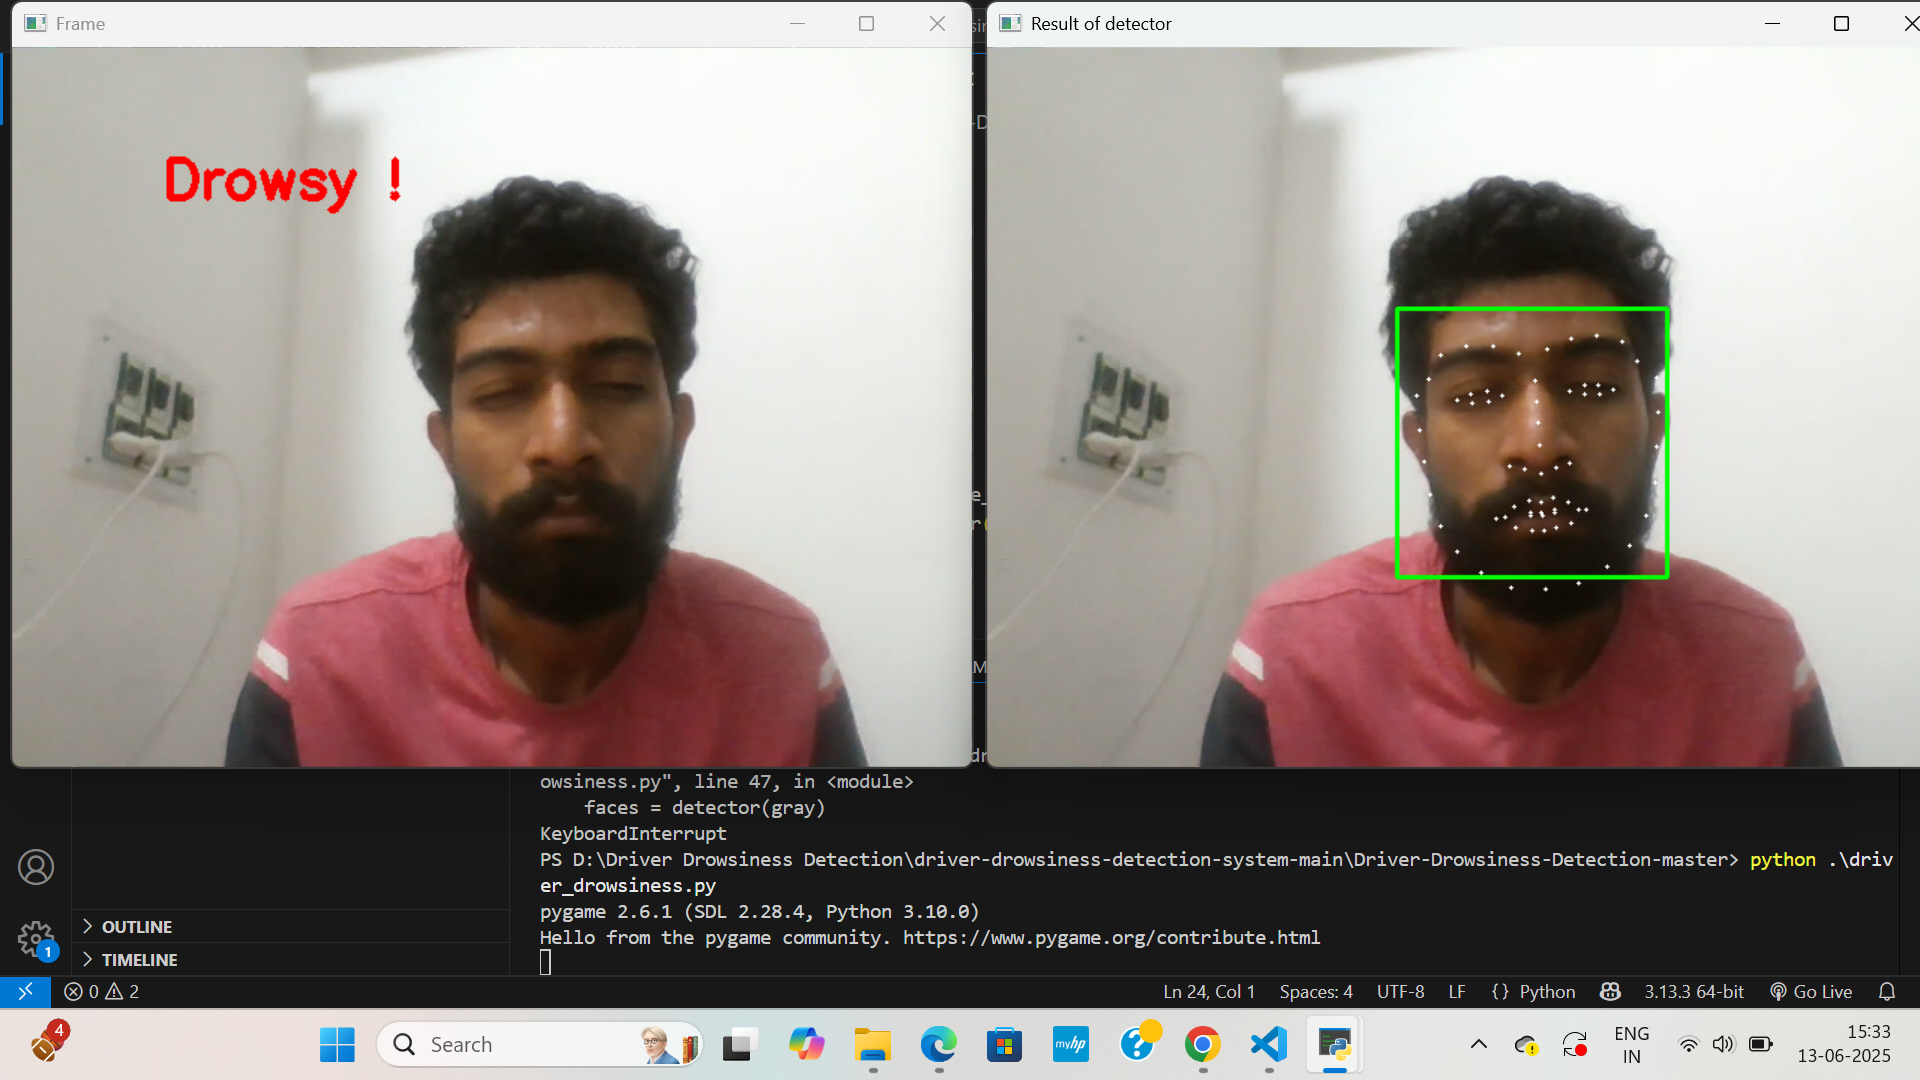 Frame
Result of detector
Drowsy !
owsiness.py", line 47, in <module>
faces = detector(gray)
KeyboardInterrupt
PS D:\Driver Drowsiness Detection\driver-drowsiness-detection-system-main\Driver-Drowsiness-Detection-master> python .\driv
er_drowsiness.py
pygame 2.6.1 (SDL 2.28.4, Python 3.10.0)
Hello from the pygame community. https://www.pygame.org/contribute.html
OUTLINE
TIMELINE
1
0 2
Ln 24, Col 1 Spaces: 4 UTF-8 LF {} Python 3.13.3 64-bit Go Live
4
Search
myhp
ENG
IN
15:33
13-06-2025